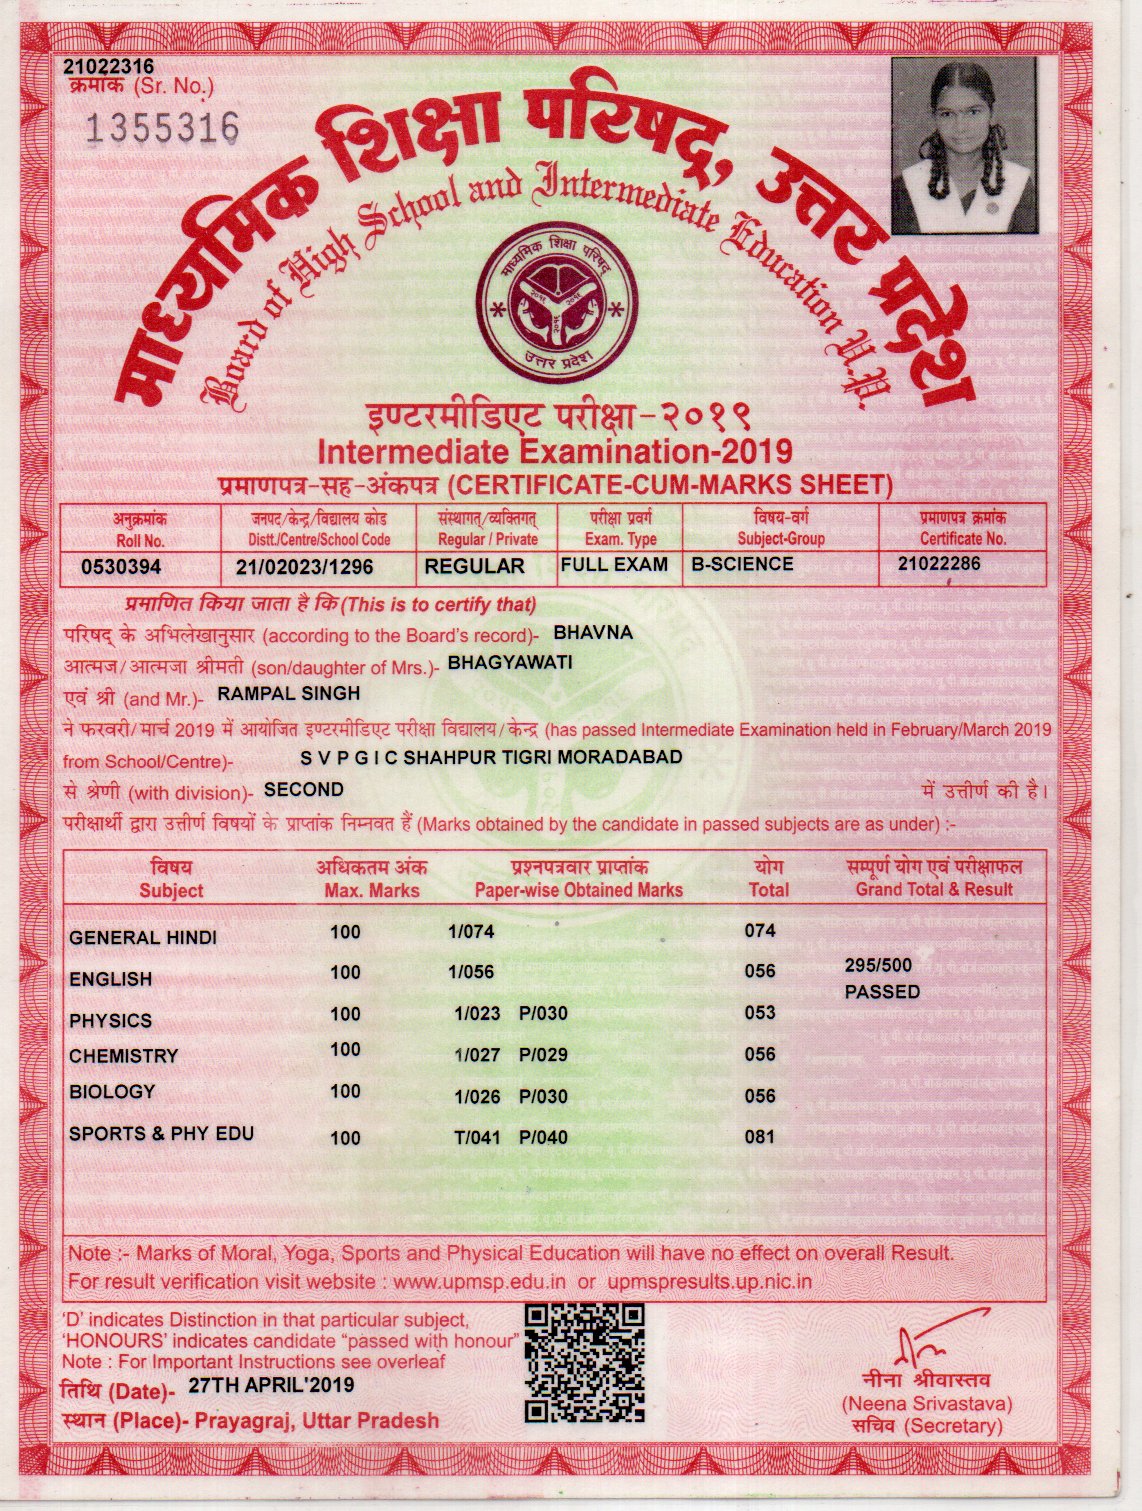 21022316
क्रमांक (Sr. No.)
1355316
माध्यमिक शिक्षा परिषद्, उत्तर प्रदेश
Board of High School and Intermediate Education U.P.
माध्यमिक शिक्षा परिषद्
उत्तर प्रदेश
इण्टरमीडिएट परीक्षा-२०१९
Intermediate Examination-2019
प्रमाणपत्र-सह-अंकपत्र (CERTIFICATE-CUM-MARKS SHEET)
अनुक्रमांक जनपद/केन्द्र/विद्यालय कोड संस्थागत्/व्यक्तिगत् परीक्षा प्रवर्ग विषय-वर्ग प्रमाणपत्र क्रमांक
Roll No. Distt./Centre/School Code Regular / Private Exam. Type Subject-Group Certificate No.
0530394 21/02023/1296 REGULAR FULL EXAM B-SCIENCE 21022286
प्रमाणित किया जाता है कि (This is to certify that)
परिषद् के अभिलेखानुसार (according to the Board's record)- BHAVNA
आत्मज/आत्मजा श्रीमती (son/daughter of Mrs.)- BHAGYAWATI
एवं श्री (and Mr.)- RAMPAL SINGH
ने फरवरी/मार्च 2019 में आयोजित इण्टरमीडिएट परीक्षा विद्यालय/केन्द्र (has passed Intermediate Examination held in February/March 2019
from School/Centre)- S V P G I C SHAHPUR TIGRI MORADABAD
से श्रेणी (with division)- SECOND में उत्तीर्ण की है।
परीक्षार्थी द्वारा उत्तीर्ण विषयों के प्राप्तांक निम्नवत हैं (Marks obtained by the candidate in passed subjects are as under) :-
विषय अधिकतम अंक प्रश्नपत्रवार प्राप्तांक योग सम्पूर्ण योग एवं परीक्षाफल
Subject Max. Marks Paper-wise Obtained Marks Total Grand Total & Result
GENERAL HINDI 100 1/074 074
ENGLISH 100 1/056 056 295/500
PASSED
PHYSICS 100 1/023 P/030 053
CHEMISTRY 100 1/027 P/029 056
BIOLOGY 100 1/026 P/030 056
SPORTS & PHY EDU 100 T/041 P/040 081
Note :- Marks of Moral, Yoga, Sports and Physical Education will have no effect on overall Result.
For result verification visit website : www.upmsp.edu.in or upmspresults.up.nic.in
'D' indicates Distinction in that particular subject,
'HONOURS' indicates candidate "passed with honour"
Note : For Important Instructions see overleaf
तिथि (Date)- 27TH APRIL'2019
स्थान (Place)- Prayagraj, Uttar Pradesh
नीना श्रीवास्तव
(Neena Srivastava)
सचिव (Secretary)